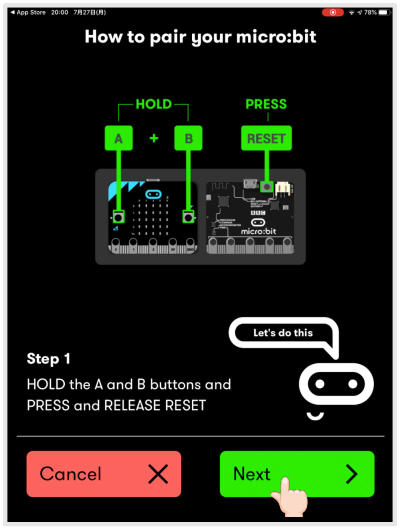 App Store 20:00 7月27日(月) 78%
How to pair your micro:bit
HOLD PRESS
A + B RESET
BBC
micro:bit
Let's do this
Step 1
HOLD the A and B buttons and
PRESS and RELEASE RESET
Cancel Next